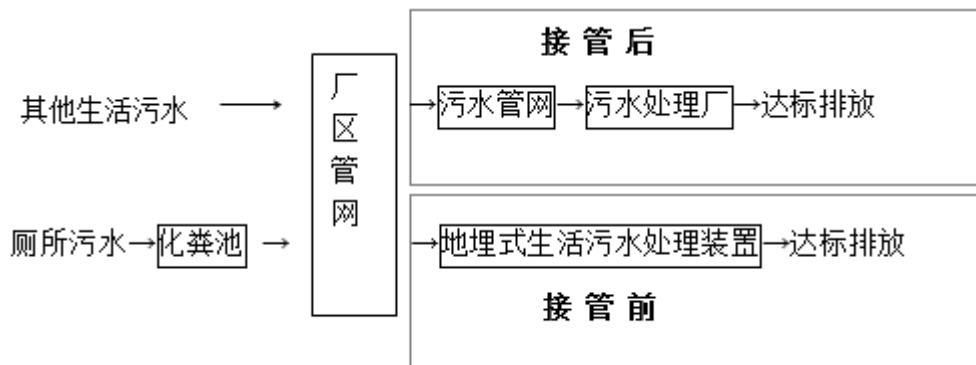 接管后
其他生活污水 → 厂区管网 → 污水管网 → 污水处理厂 → 达标排放
厕所污水 → 化粪池 → 地埋式生活污水处理装置 → 达标排放
接管前